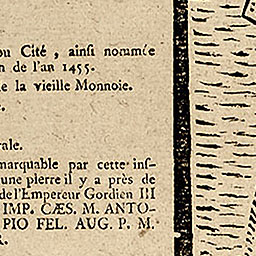 ou Cité, ainſi nommée
n de l'an 1455.
e la vieille Monnoie.
rale.
marquable par cette inſ-
une pierre il y a près de
de l'Empereur Gordien III
IMP. CÆS. M. ANTO-
PIO FEL. AUG. P. M.